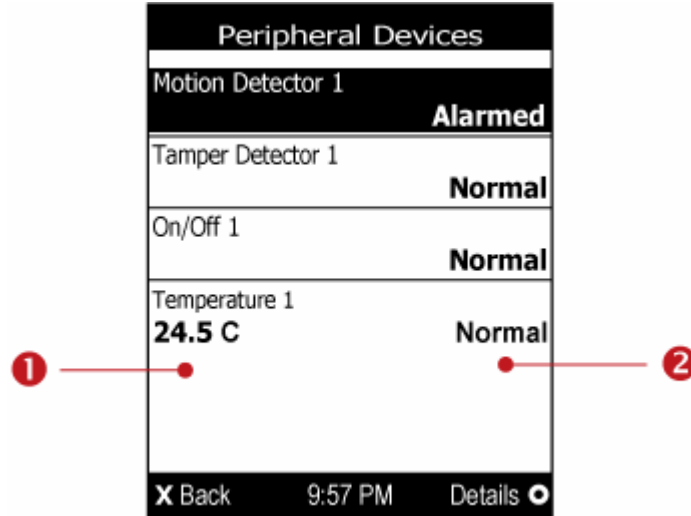 Peripheral Devices
Motion Detector 1
Alarmed
Tamper Detector 1
Normal
On/Off 1
Normal
Temperature 1
24.5 C Normal
1 2
X Back 9:57 PM Details O